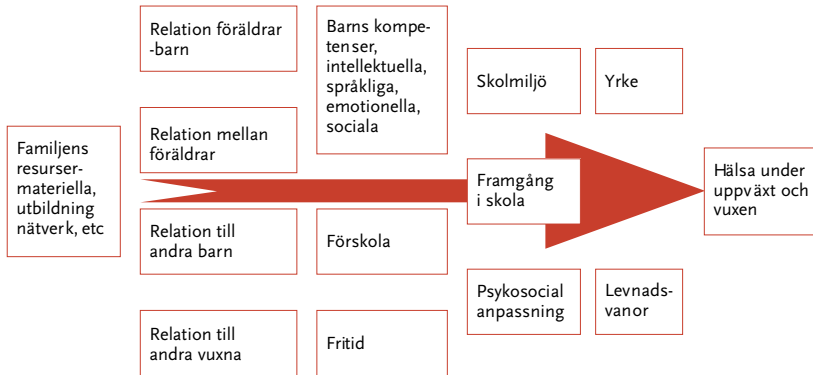 Familjens
resurser-
materiella,
utbildning
nätverk, etc
Relation föräldrar
-barn
Relation mellan
föräldrar
Relation till
andra barn
Relation till
andra vuxna
Barns kompe-
tenser,
intellektuella,
språkliga,
emotionella,
sociala
Förskola
Fritid
Skolmiljö
Framgång
i skola
Psykosocial
anpassning
Yrke
Levnads-
vanor
Hälsa under
uppväxt och
vuxen